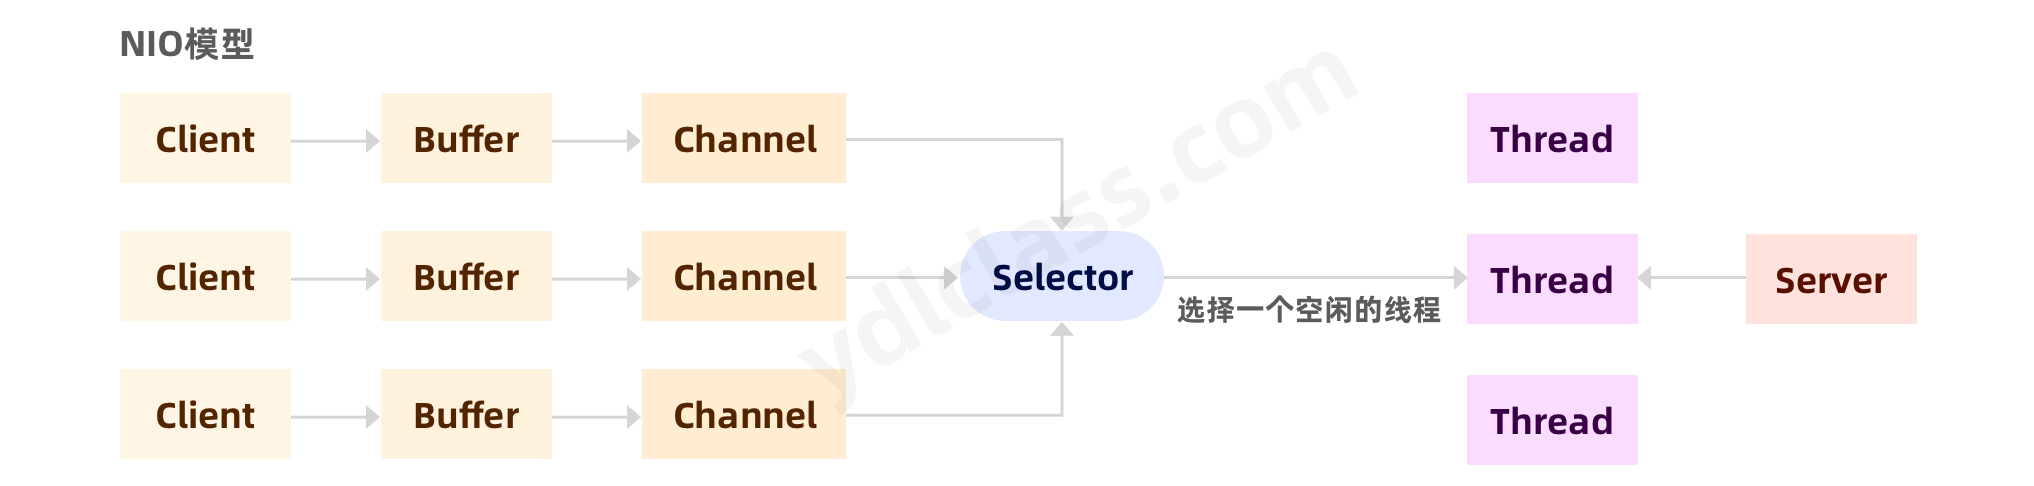 NIO模型
Client
Buffer
Channel
Thread
Client
Buffer
Channel
Selector
选择一个空闲的线程
Thread
Server
Client
Buffer
Channel
Thread
ydlclass.com